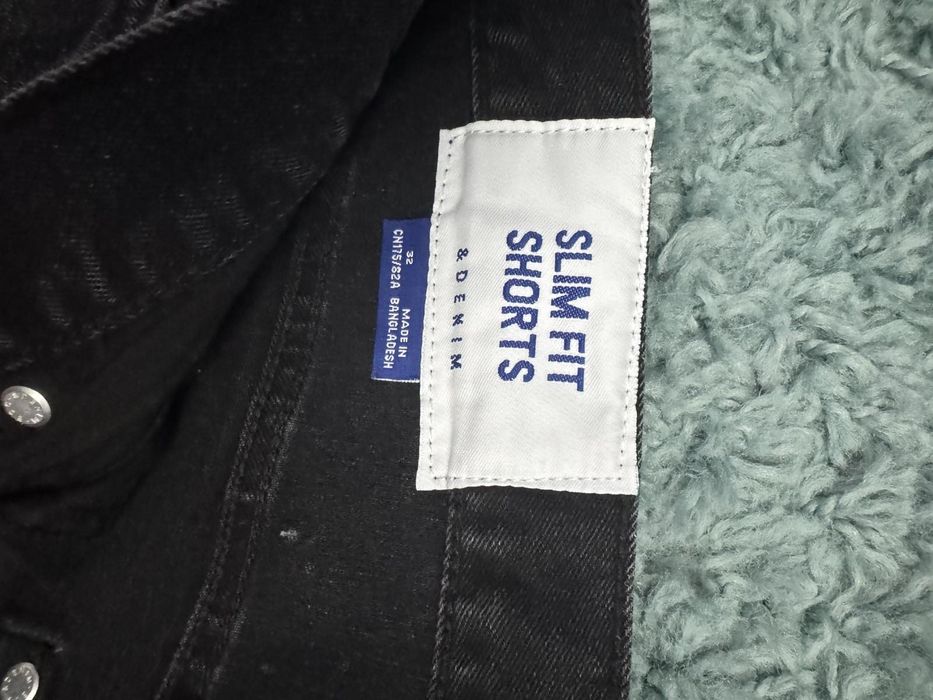 SLIM FIT
SHORTS
& DENIM
32
CN175/82A
MADE IN
BANGLADESH